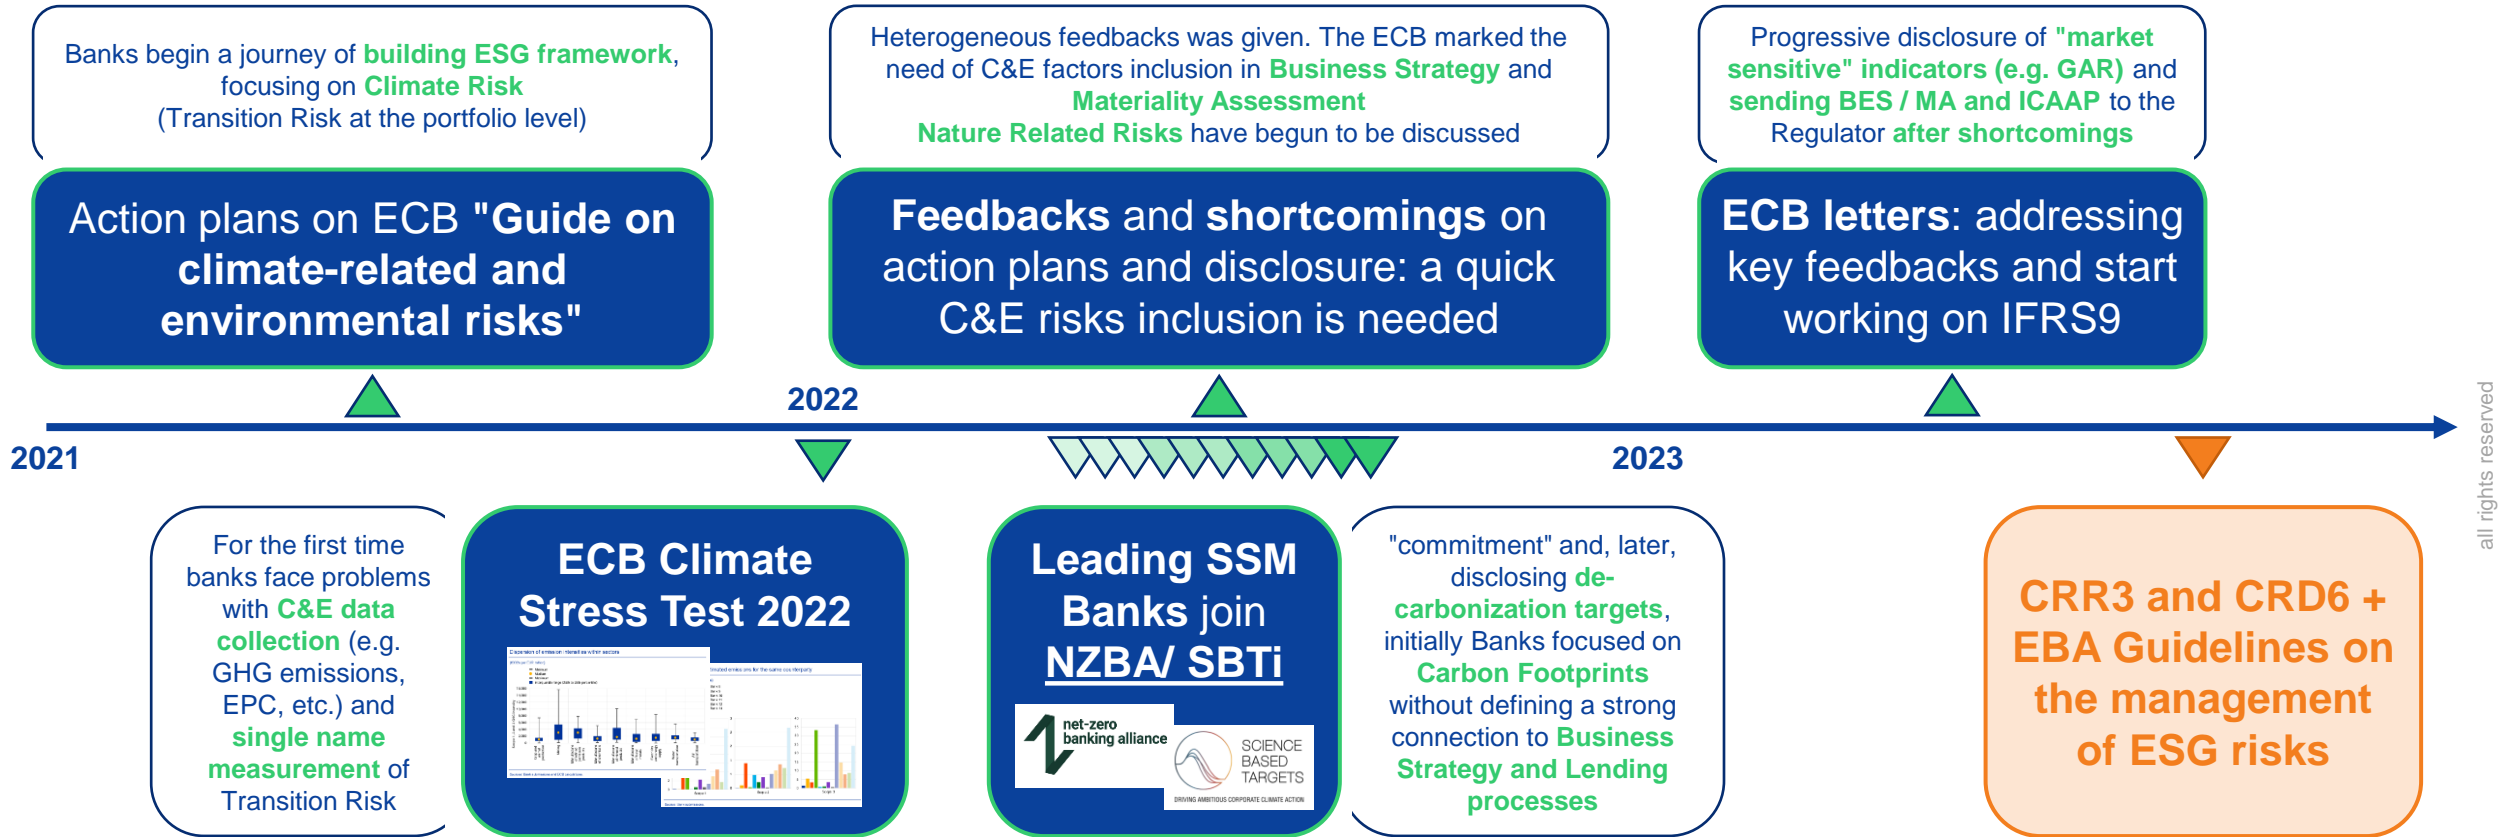 Banks begin a journey of building ESG framework,
focusing on Climate Risk
(Transition Risk at the portfolio level)
Heterogeneous feedbacks was given. The ECB marked the
need of C&E factors inclusion in Business Strategy and
Materiality Assessment
Nature Related Risks have begun to be discussed
Progressive disclosure of "market
sensitive" indicators (e.g. GAR) and
sending BES / MA and ICAAP to the
Regulator after shortcomings
Action plans on ECB "Guide on
climate-related and
environmental risks"
Feedbacks and shortcomings on
action plans and disclosure: a quick
C&E risks inclusion is needed
ECB letters: addressing
key feedbacks and start
working on IFRS9
2022
2021
2023
all rights reserved
For the first time
banks face problems
with C&E data
collection (e.g.
GHG emissions,
EPC, etc.) and
single name
measurement of
Transition Risk
ECB Climate
Stress Test 2022
Dispersion of emission intensities within sectors
Leading SSM
Banks join
NZBA/ SBTi
net-zero
banking alliance
SCIENCE
BASED
TARGETS
DRIVING AMBITIOUS CORPORATE CLIMATE ACTION
"commitment" and, later,
disclosing de-
carbonization targets,
initially Banks focused on
Carbon Footprints
without defining a strong
connection to Business
Strategy and Lending
processes
CRR3 and CRD6 +
EBA Guidelines on
the management
of ESG risks